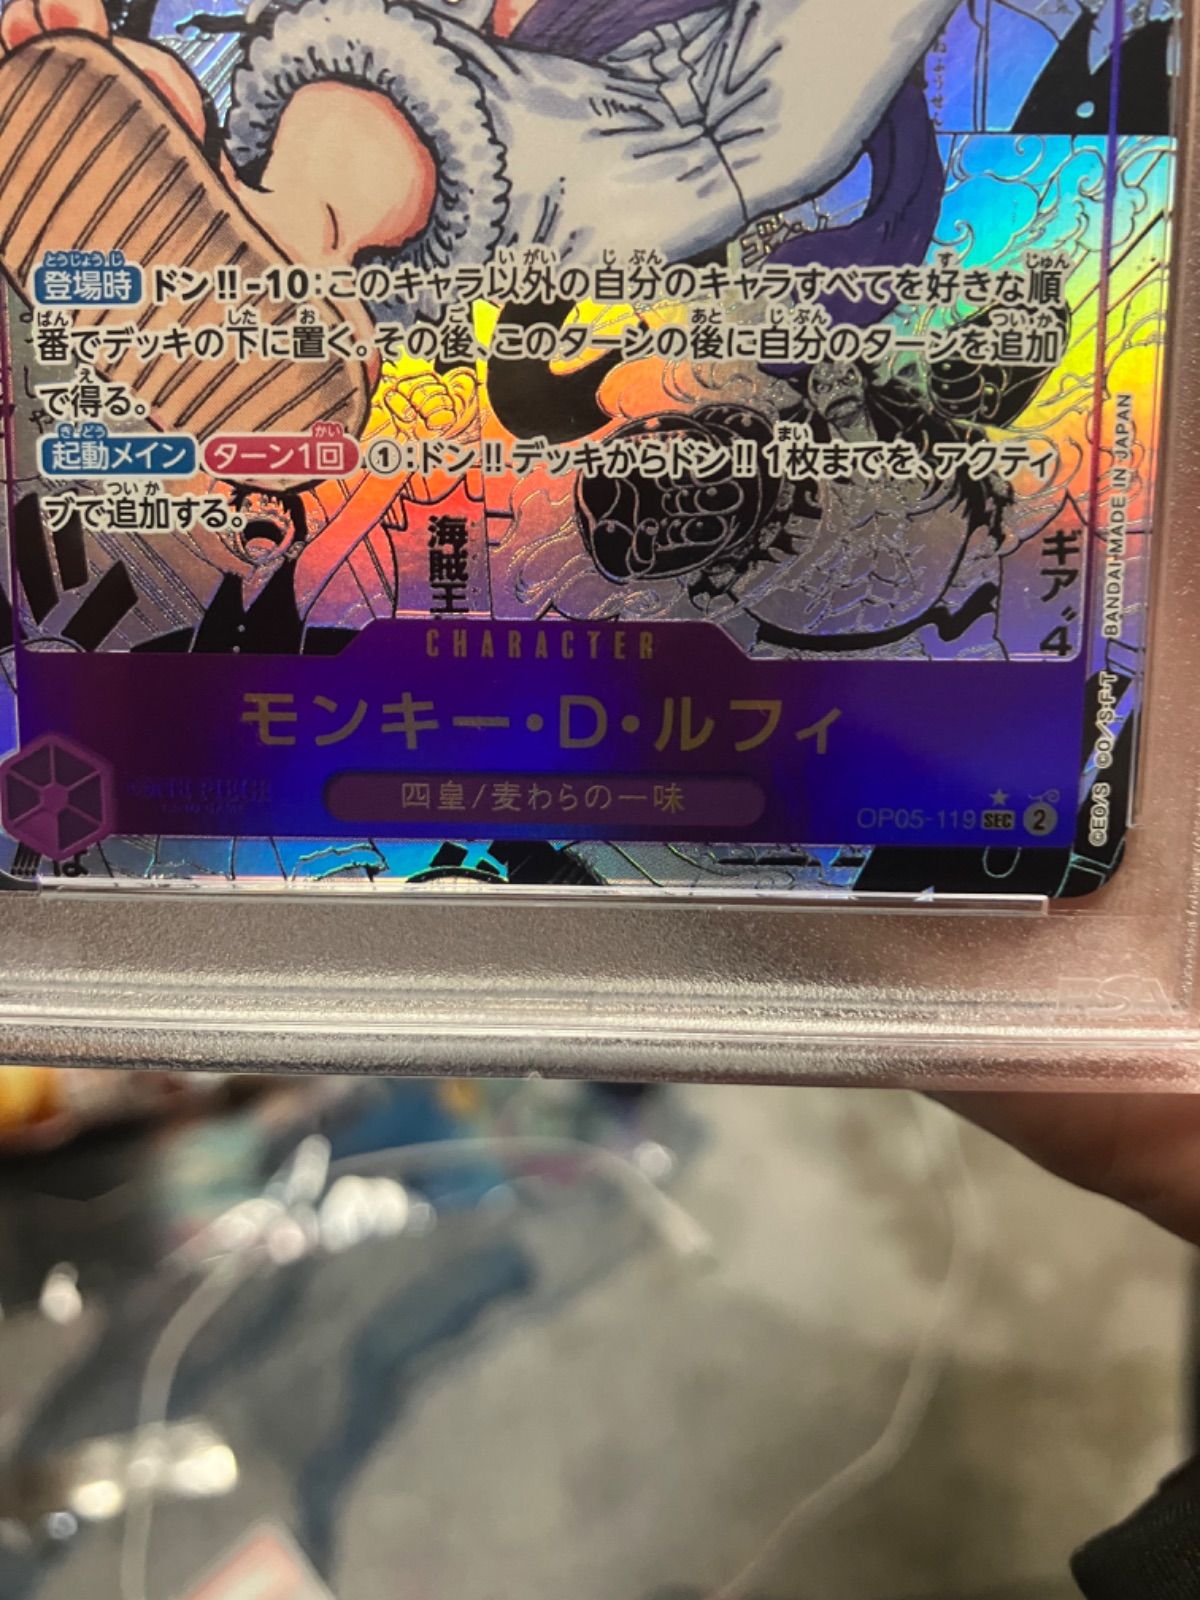 登場時 ドン!!-10:このキャラ以外の自分のキャラすべてを好きな順
番でデッキの下に置く。その後、このターンの後に自分のターンを追加
で得る。
起動メイン ターン1回 ①:ドン!!デッキからドン!!1枚までを、アクティ
ブで追加する。
海賊王
ギア"4
CHARACTER
モンキー・D・ルフィ
四皇/麦わらの一味
OP05-119 SEC 2
©EO/S ©O/S・F・T BANDAI・MADE IN JAPAN
PSA